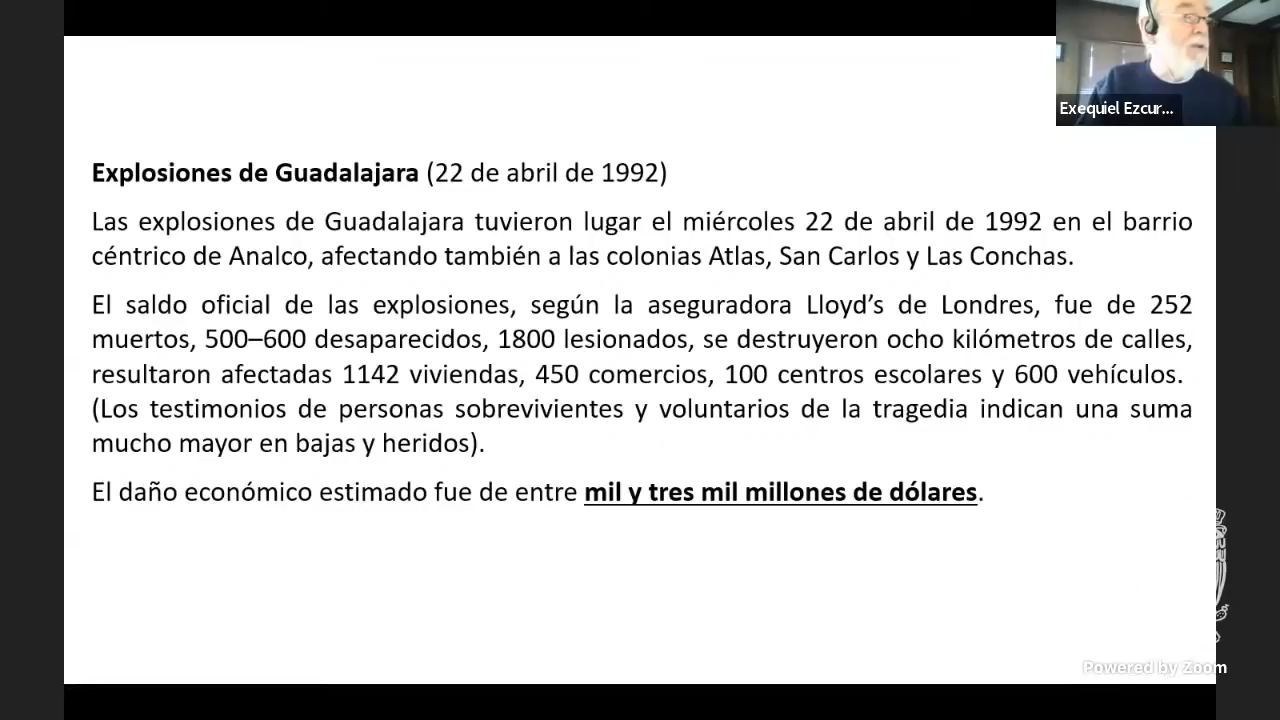 Exequiel Ezcur...
Explosiones de Guadalajara (22 de abril de 1992)
Las explosiones de Guadalajara tuvieron lugar el miércoles 22 de abril de 1992 en el barrio
céntrico de Analco, afectando también a las colonias Atlas, San Carlos y Las Conchas.
El saldo oficial de las explosiones, según la aseguradora Lloyd’s de Londres, fue de 252
muertos, 500–600 desaparecidos, 1800 lesionados, se destruyeron ocho kilómetros de calles,
resultaron afectadas 1142 viviendas, 450 comercios, 100 centros escolares y 600 vehículos.
(Los testimonios de personas sobrevivientes y voluntarios de la tragedia indican una suma
mucho mayor en bajas y heridos).
El daño económico estimado fue de entre mil y tres mil millones de dólares.
Powered by Zoom